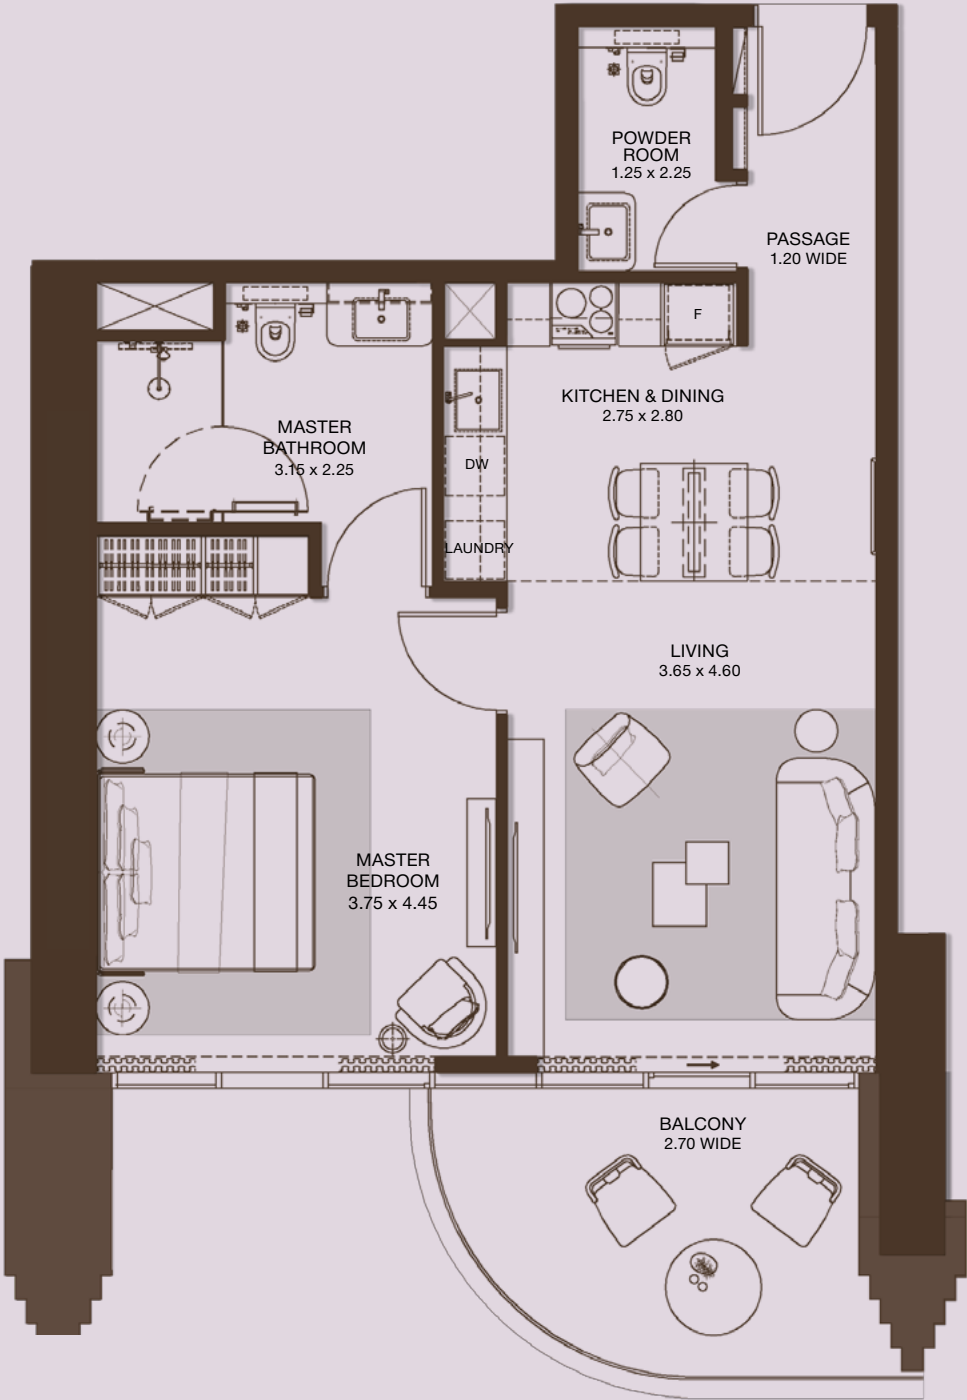 POWDER
ROOM
1.25 x 2.25
PASSAGE
1.20 WIDE
F
KITCHEN & DINING
2.75 x 2.80
MASTER
BATHROOM
3.15 x 2.25
DW
LAUNDRY
LIVING
3.65 x 4.60
MASTER
BEDROOM
3.75 x 4.45
BALCONY
2.70 WIDE